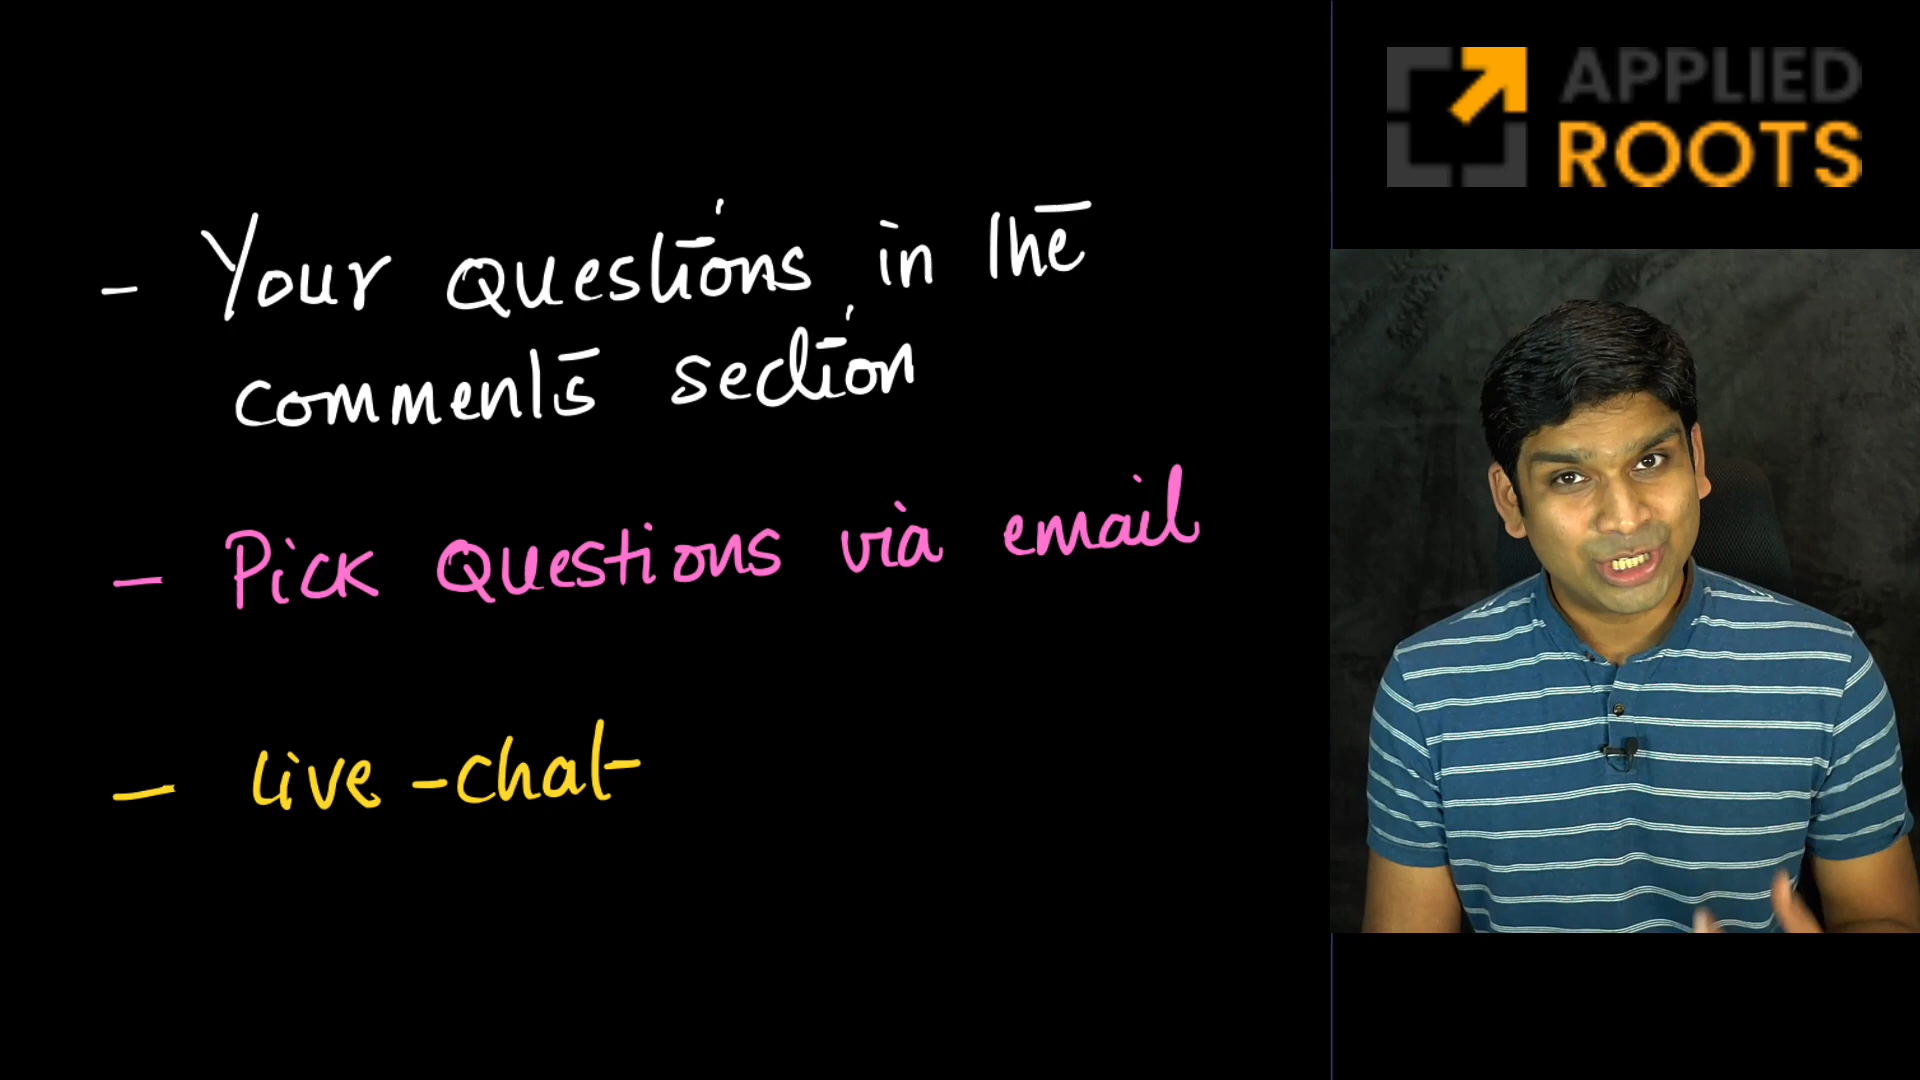 APPLIED
ROOTS
- Your questions in the
comments section
- Pick Questions via email
- Live-chat